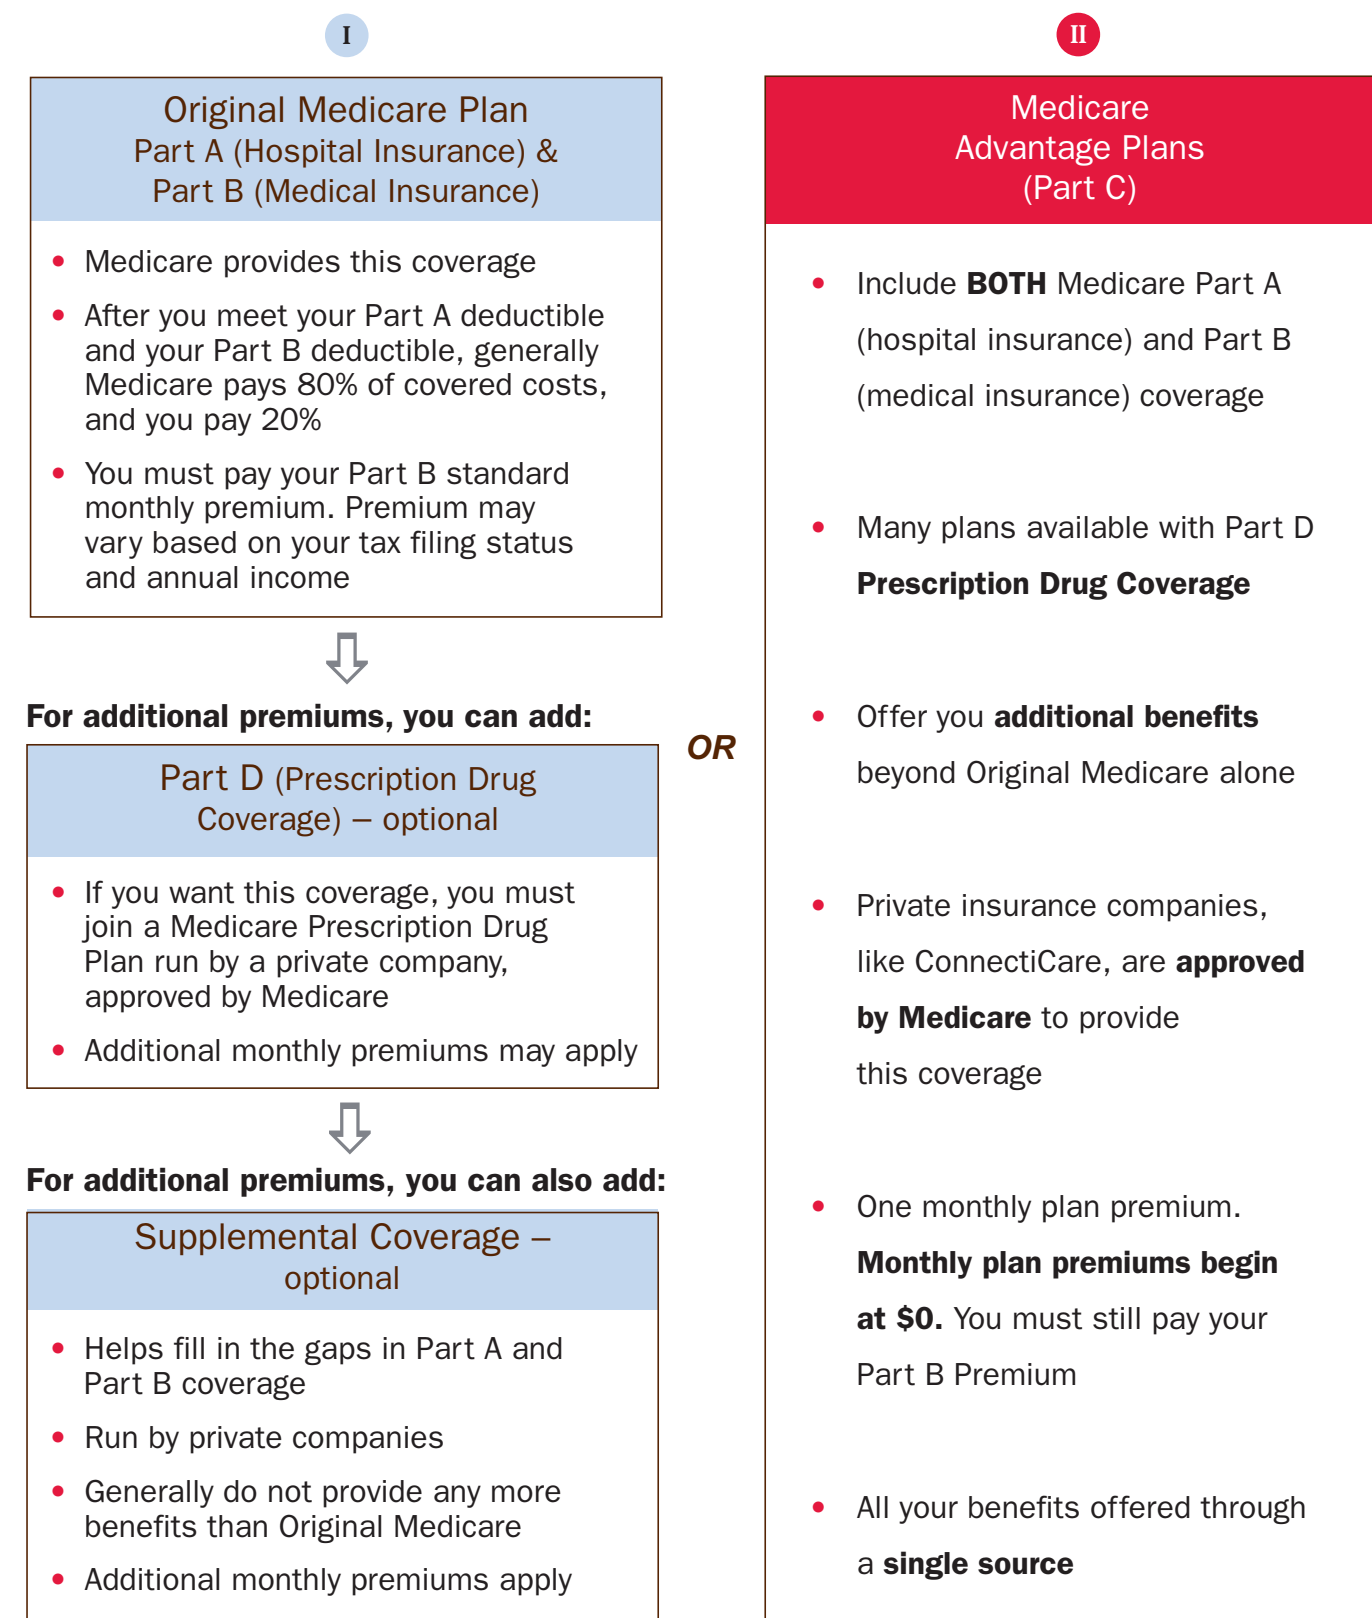 I
Original Medicare Plan
Part A (Hospital Insurance) &
Part B (Medical Insurance)
• Medicare provides this coverage
• After you meet your Part A deductible
and your Part B deductible, generally
Medicare pays 80% of covered costs,
and you pay 20%
• You must pay your Part B standard
monthly premium. Premium may
vary based on your tax filing status
and annual income
For additional premiums, you can add:
Part D (Prescription Drug
Coverage) – optional
• If you want this coverage, you must
join a Medicare Prescription Drug
Plan run by a private company,
approved by Medicare
• Additional monthly premiums may apply
For additional premiums, you can also add:
Supplemental Coverage –
optional
• Helps fill in the gaps in Part A and
Part B coverage
• Run by private companies
• Generally do not provide any more
benefits than Original Medicare
• Additional monthly premiums apply
OR
II
Medicare
Advantage Plans
(Part C)
• Include BOTH Medicare Part A
(hospital insurance) and Part B
(medical insurance) coverage
• Many plans available with Part D
Prescription Drug Coverage
• Offer you additional benefits
beyond Original Medicare alone
• Private insurance companies,
like ConnectiCare, are approved
by Medicare to provide
this coverage
• One monthly plan premium.
Monthly plan premiums begin
at $0. You must still pay your
Part B Premium
• All your benefits offered through
a single source